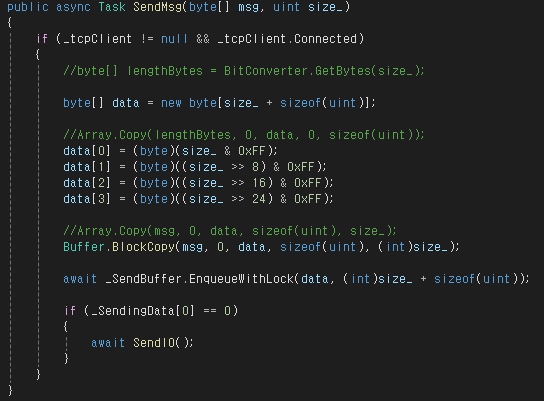 public async Task SendMsg(byte[] msg, uint size_)
{
if (_tcpClient != null && _tcpClient.Connected)
{
//byte[] lengthBytes = BitConverter.GetBytes(size_);
byte[] data = new byte[size_ + sizeof(uint)];
//Array.Copy(lengthBytes, 0, data, 0, sizeof(uint));
data[0] = (byte)(size_ & 0xFF);
data[1] = (byte)((size_ >> 8) & 0xFF);
data[2] = (byte)((size_ >> 16) & 0xFF);
data[3] = (byte)((size_ >> 24) & 0xFF);
//Array.Copy(msg, 0, data, sizeof(uint), size_);
Buffer.BlockCopy(msg, 0, data, sizeof(uint), (int)size_);
await _SendBuffer.EnqueueWithLock(data, (int)size_ + sizeof(uint));
if (_SendingData[0] == 0)
{
await SendIO();
}
}
}